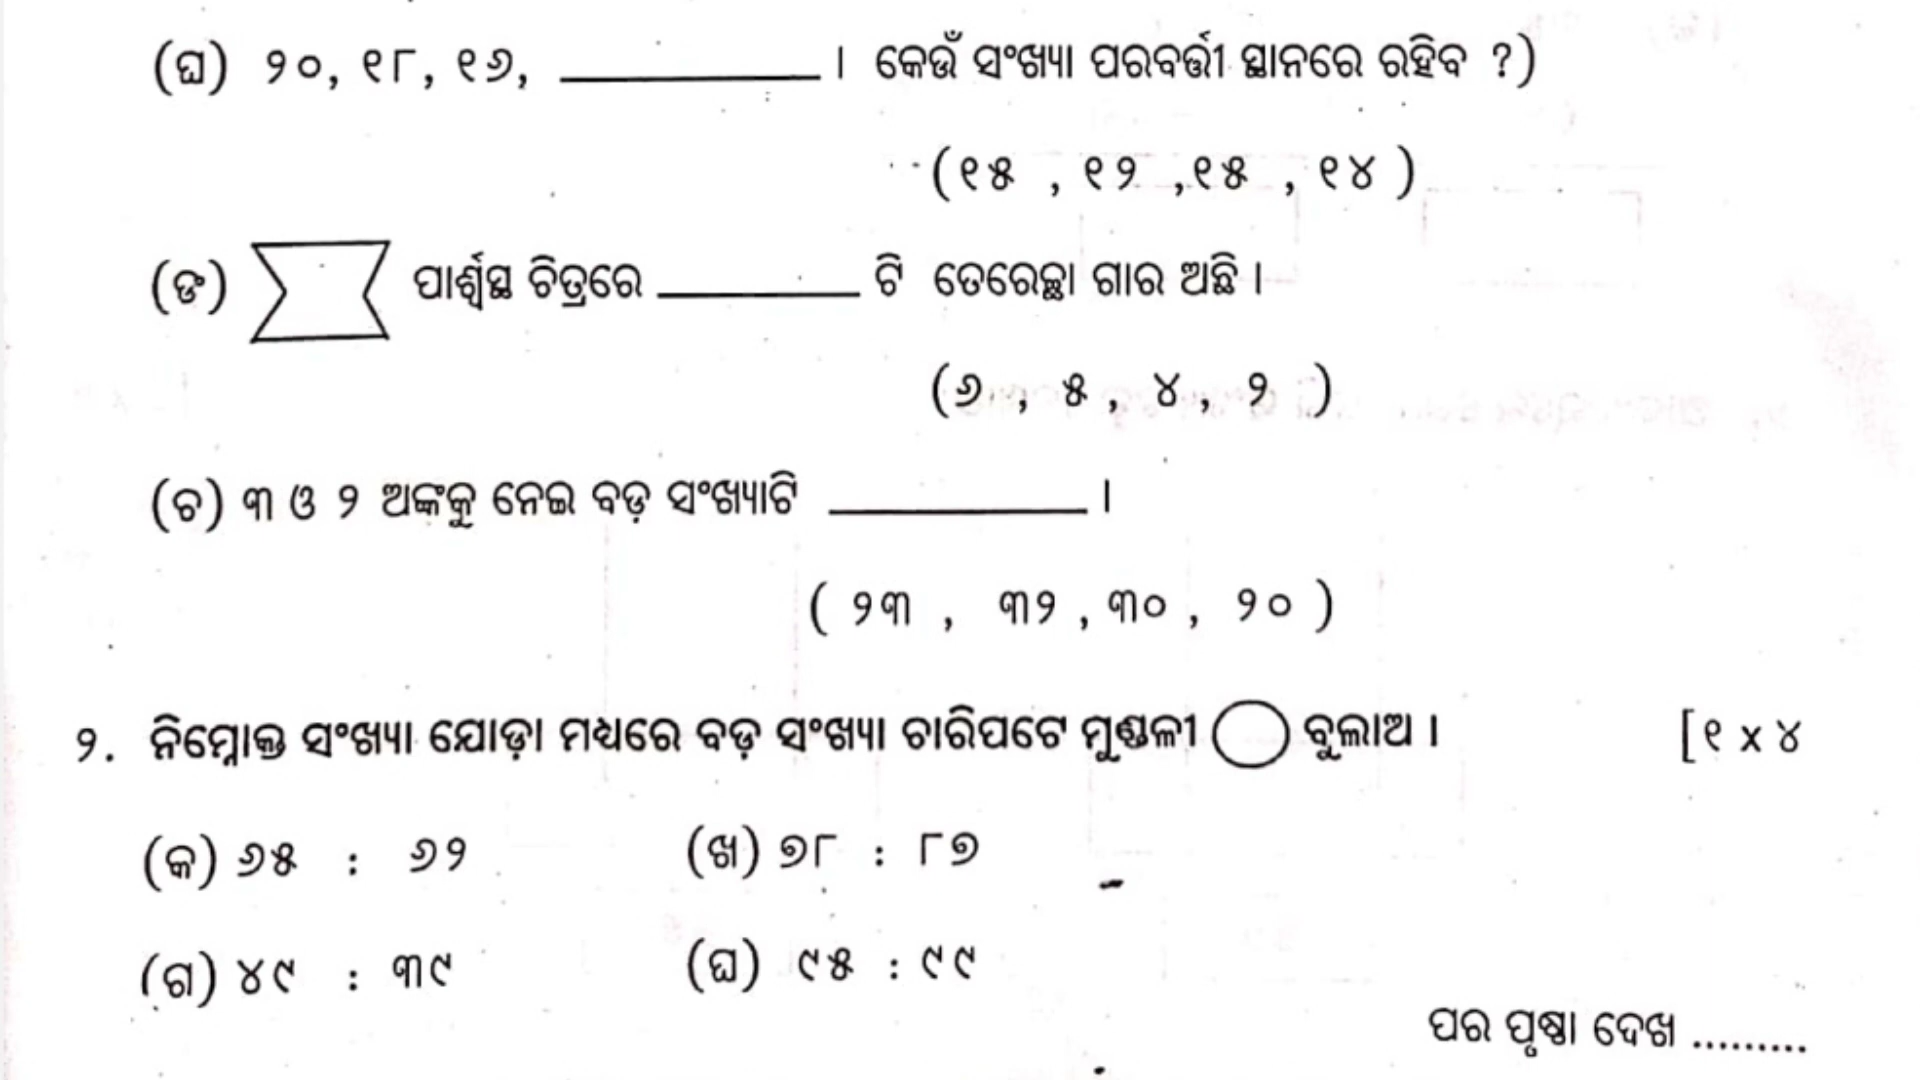 (ଘ) ୨୦, ୧୮, ୧୬, __________ । କେଉଁ ସଂଖ୍ୟା ପରବର୍ତ୍ତୀ ସ୍ଥାନରେ ରହିବ ?)
(୧୫ , ୧୨ ,୧୫ , ୧୪ )
(ଙ) ପାର୍ଶ୍ୱସ୍ଥ ଚିତ୍ରରେ ________ ଟି ତେରେଚ୍ଛା ଗାର ଅଛି ।
(୬ , ୫ , ୪ , ୨ )
(ଚ) ୩ ଓ ୨ ଅଙ୍କକୁ ନେଇ ବଡ଼ ସଂଖ୍ୟାଟି __________ ।
( ୨୩ , ୩୨ , ୩୦ , ୨୦ )
୨. ନିମ୍ନୋକ୍ତ ସଂଖ୍ୟା ଯୋଡ଼ା ମଧ୍ୟରେ ବଡ଼ ସଂଖ୍ୟା ଚାରିପଟେ ମୁଣ୍ଡଳୀ ବୁଲାଅ । [୧ x ୪
(କ) ୬୫ : ୬୨ (ଖ) ୭୮ : ୮୭
(ଗ) ୪୯ : ୩୯ (ଘ) ୯୫ : ୯୯
ପର ପୃଷ୍ଠା ଦେଖ .........